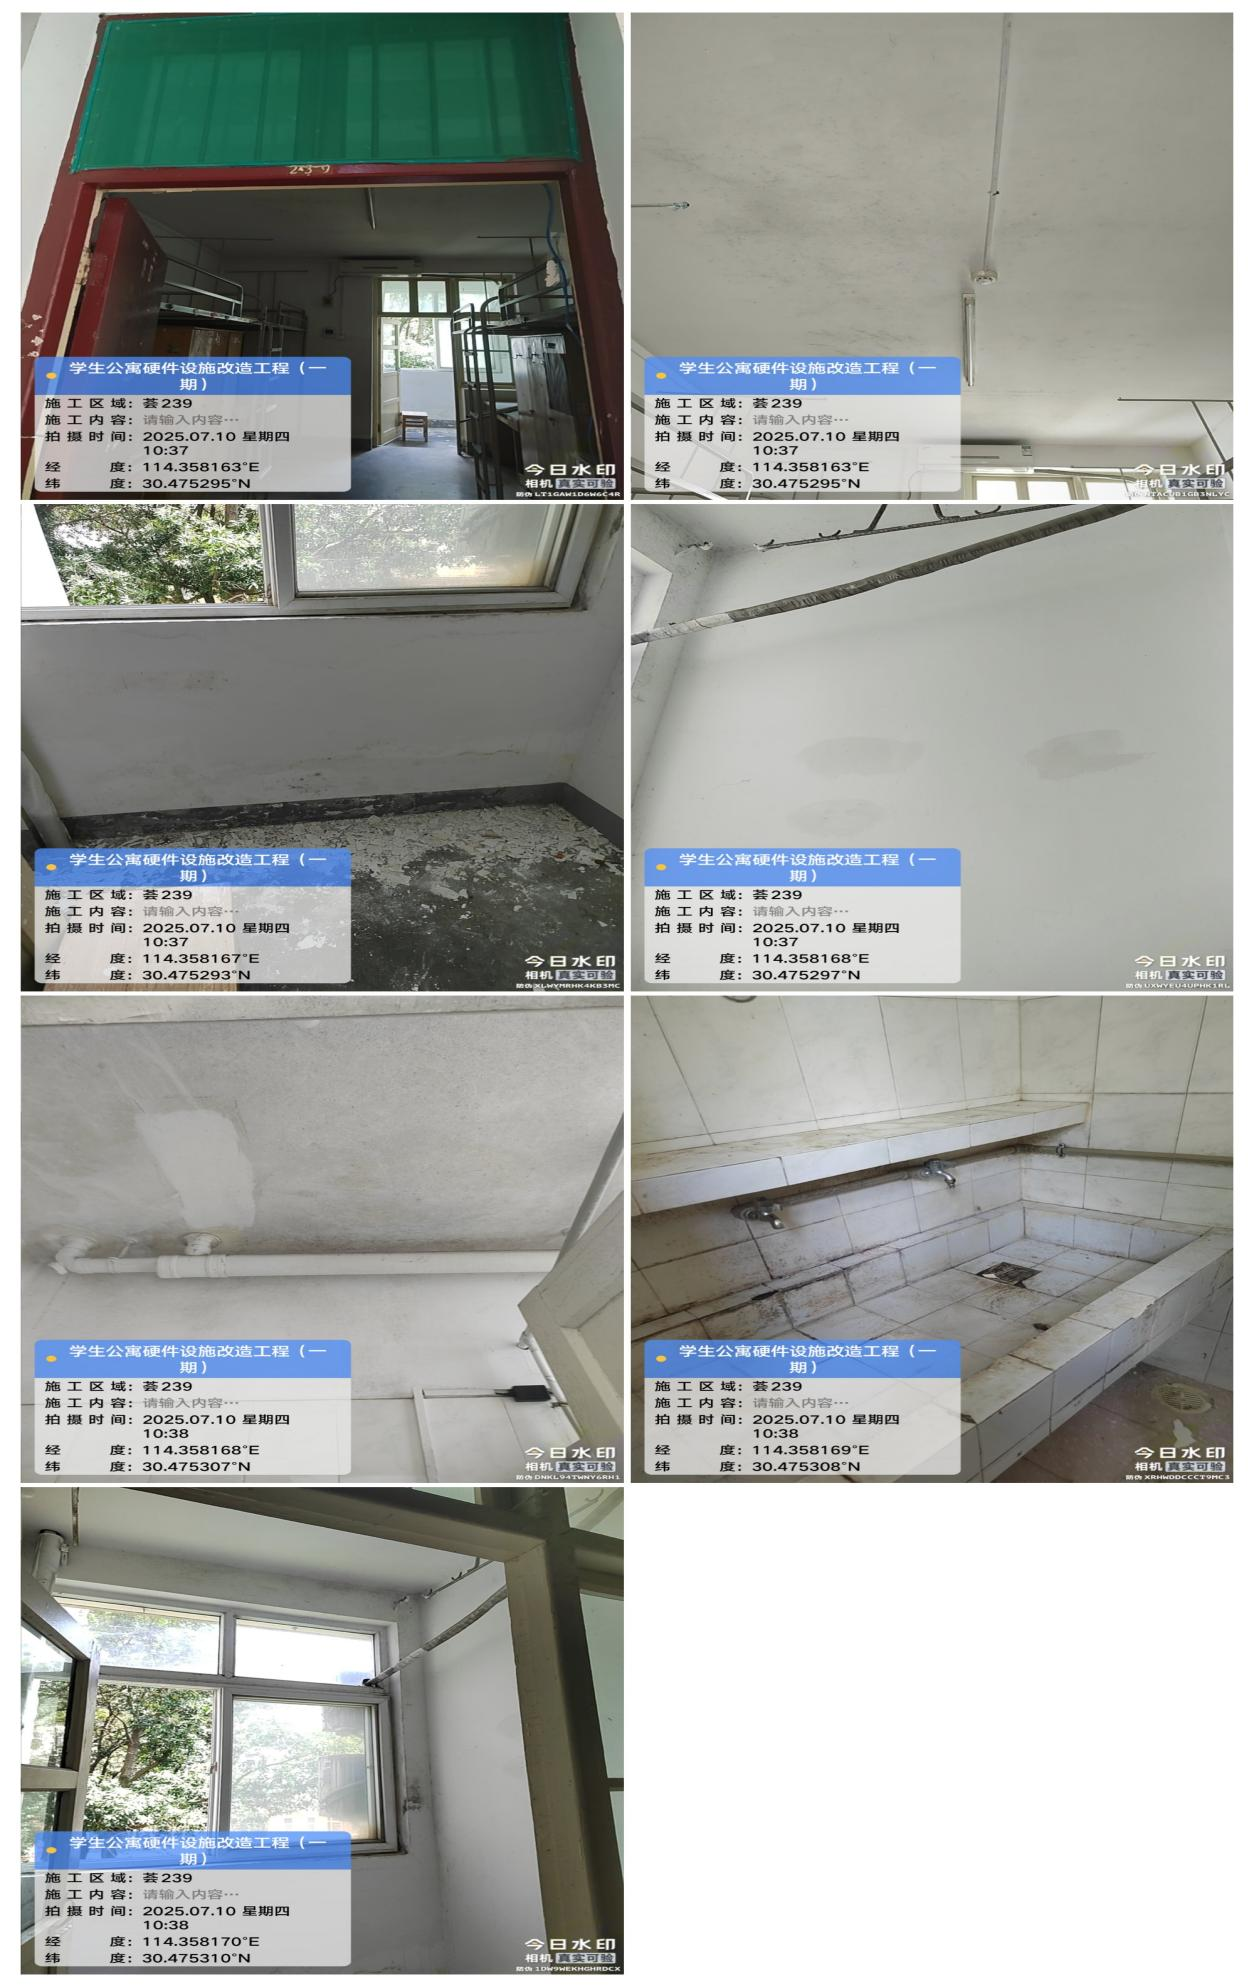 239
学生公寓硬件设施改造工程（一
期）
施工区域：荟239
施工内容：请输入内容…
拍摄时间：2025.07.10 星期四
10:37
经度：114.358163°E
纬度：30.475295°N
今日水印
相机 真实可验
防伪 LT1GAW1D6W6C4R
学生公寓硬件设施改造工程（一
期）
施工区域：荟239
施工内容：请输入内容…
拍摄时间：2025.07.10 星期四
10:37
经度：114.358163°E
纬度：30.475295°N
今日水印
相机 真实可验
学生公寓硬件设施改造工程（一
期）
施工区域：荟239
施工内容：请输入内容…
拍摄时间：2025.07.10 星期四
10:37
经度：114.358167°E
纬度：30.475293°N
今日水印
相机 真实可验
防伪 XLWYMRHK4KB3MC
学生公寓硬件设施改造工程（一
期）
施工区域：荟239
施工内容：请输入内容…
拍摄时间：2025.07.10 星期四
10:37
经度：114.358168°E
纬度：30.475297°N
今日水印
相机 真实可验
防伪 UXWYEU4UPHK1RL
学生公寓硬件设施改造工程（一
期）
施工区域：荟239
施工内容：请输入内容…
拍摄时间：2025.07.10 星期四
10:38
经度：114.358168°E
纬度：30.475307°N
今日水印
相机 真实可验
防伪 DNKL94TWNY6RH1
学生公寓硬件设施改造工程（一
期）
施工区域：荟239
施工内容：请输入内容…
拍摄时间：2025.07.10 星期四
10:38
经度：114.358169°E
纬度：30.475308°N
今日水印
相机 真实可验
防伪 XRHWDDCCCT9MC3
学生公寓硬件设施改造工程（一
期）
施工区域：荟239
施工内容：请输入内容…
拍摄时间：2025.07.10 星期四
10:38
经度：114.358170°E
纬度：30.475310°N
今日水印
相机 真实可验
防伪 1DW9WEKHGHRDCX